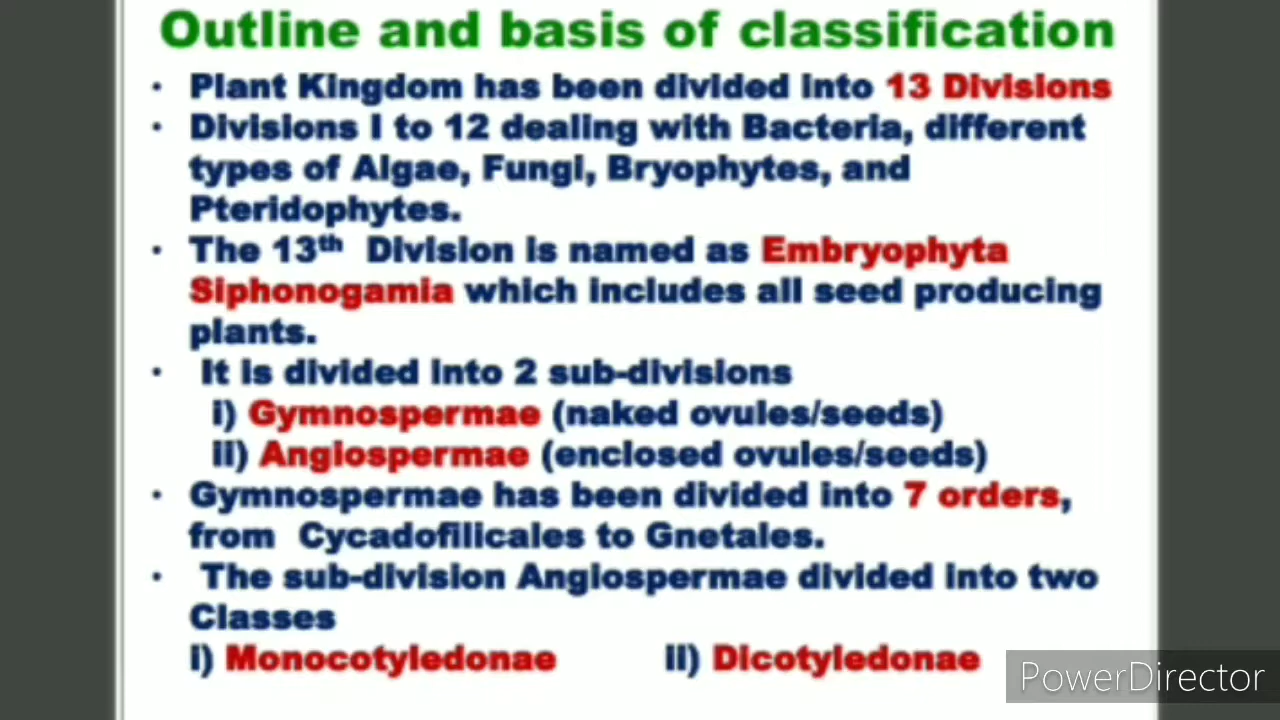 Outline and basis of classification
• Plant Kingdom has been divided into 13 Divisions
• Divisions I to 12 dealing with Bacteria, different
types of Algae, Fungi, Bryophytes, and
Pteridophytes.
• The 13th Division is named as Embryophyta
Siphonogamia which includes all seed producing
plants.
• It is divided into 2 sub-divisions
i) Gymnospermae (naked ovules/seeds)
ii) Angiospermae (enclosed ovules/seeds)
• Gymnospermae has been divided into 7 orders,
from Cycadofilicales to Gnetales.
• The sub-division Angiospermae divided into two
Classes
i) Monocotyledonae ii) Dicotyledonae
PowerDirector